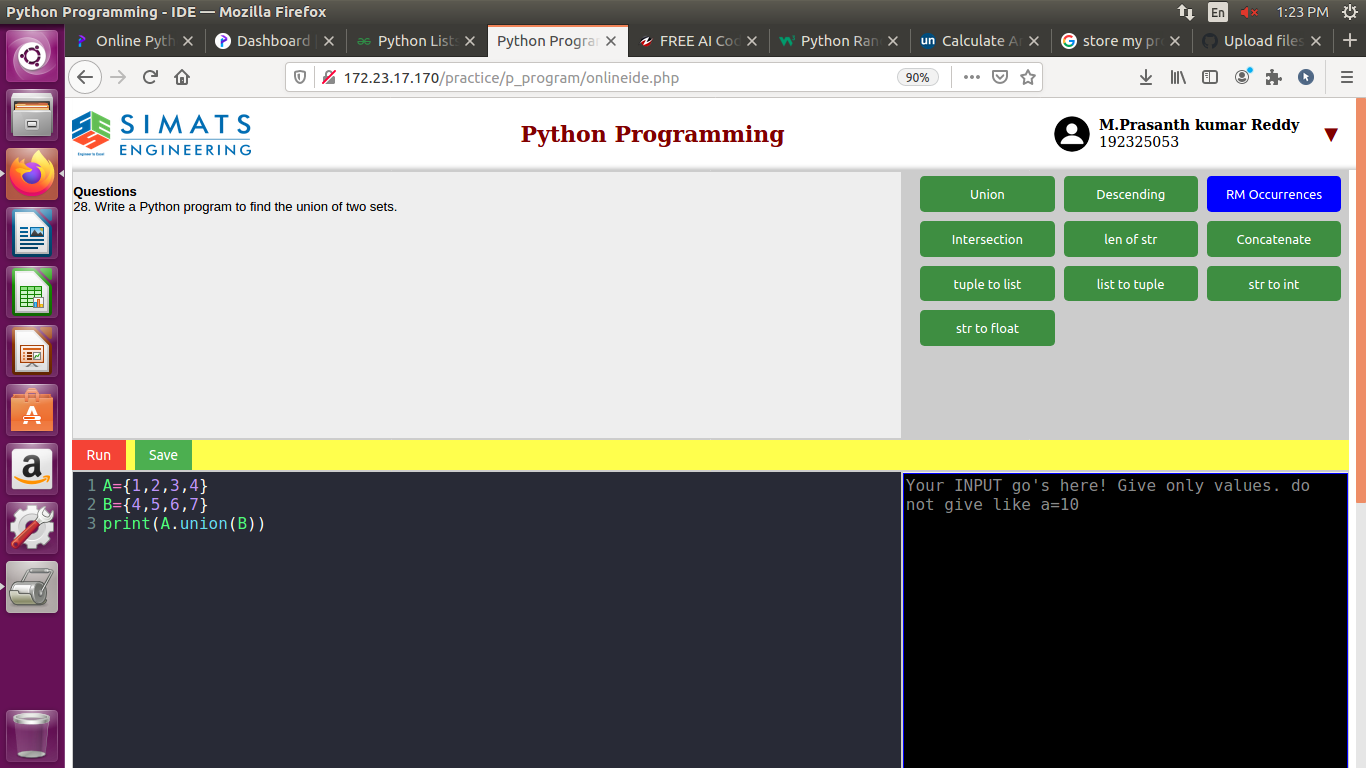 Python Programming - IDE — Mozilla Firefox
En
1:23 PM
Online Pyth
Dashboard
Python Lists
Python Progra
FREE AI Cod
Python Ran
un
Calculate A
store my pr
Upload files
172.23.17.170/practice/p_program/onlineide.php
90%
SIMATS
ENGINEERING
Engineer to Excel
Python Programming
M.Prasanth kumar Reddy
192325053
Questions
28. Write a Python program to find the union of two sets.
Union
Descending
RM Occurrences
Intersection
len of str
Concatenate
tuple to list
list to tuple
str to int
str to float
Run
Save
1 A={1,2,3,4}
2 B={4,5,6,7}
3 print(A.union(B))
Your INPUT go's here! Give only values. do
not give like a=10